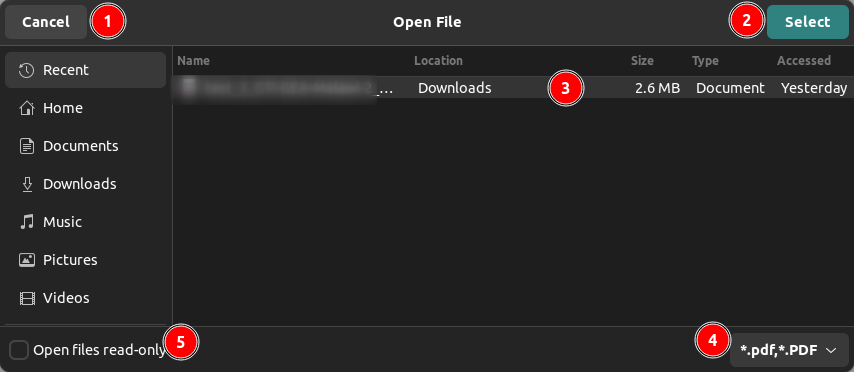 Cancel 1 Open File 2 Select
Name Location Size Type Accessed
Recent
… Downloads 3 2.6 MB Document Yesterday
Home
Documents
Downloads
Music
Pictures
Videos
Open files read-only 5 4 *.pdf,*.PDF